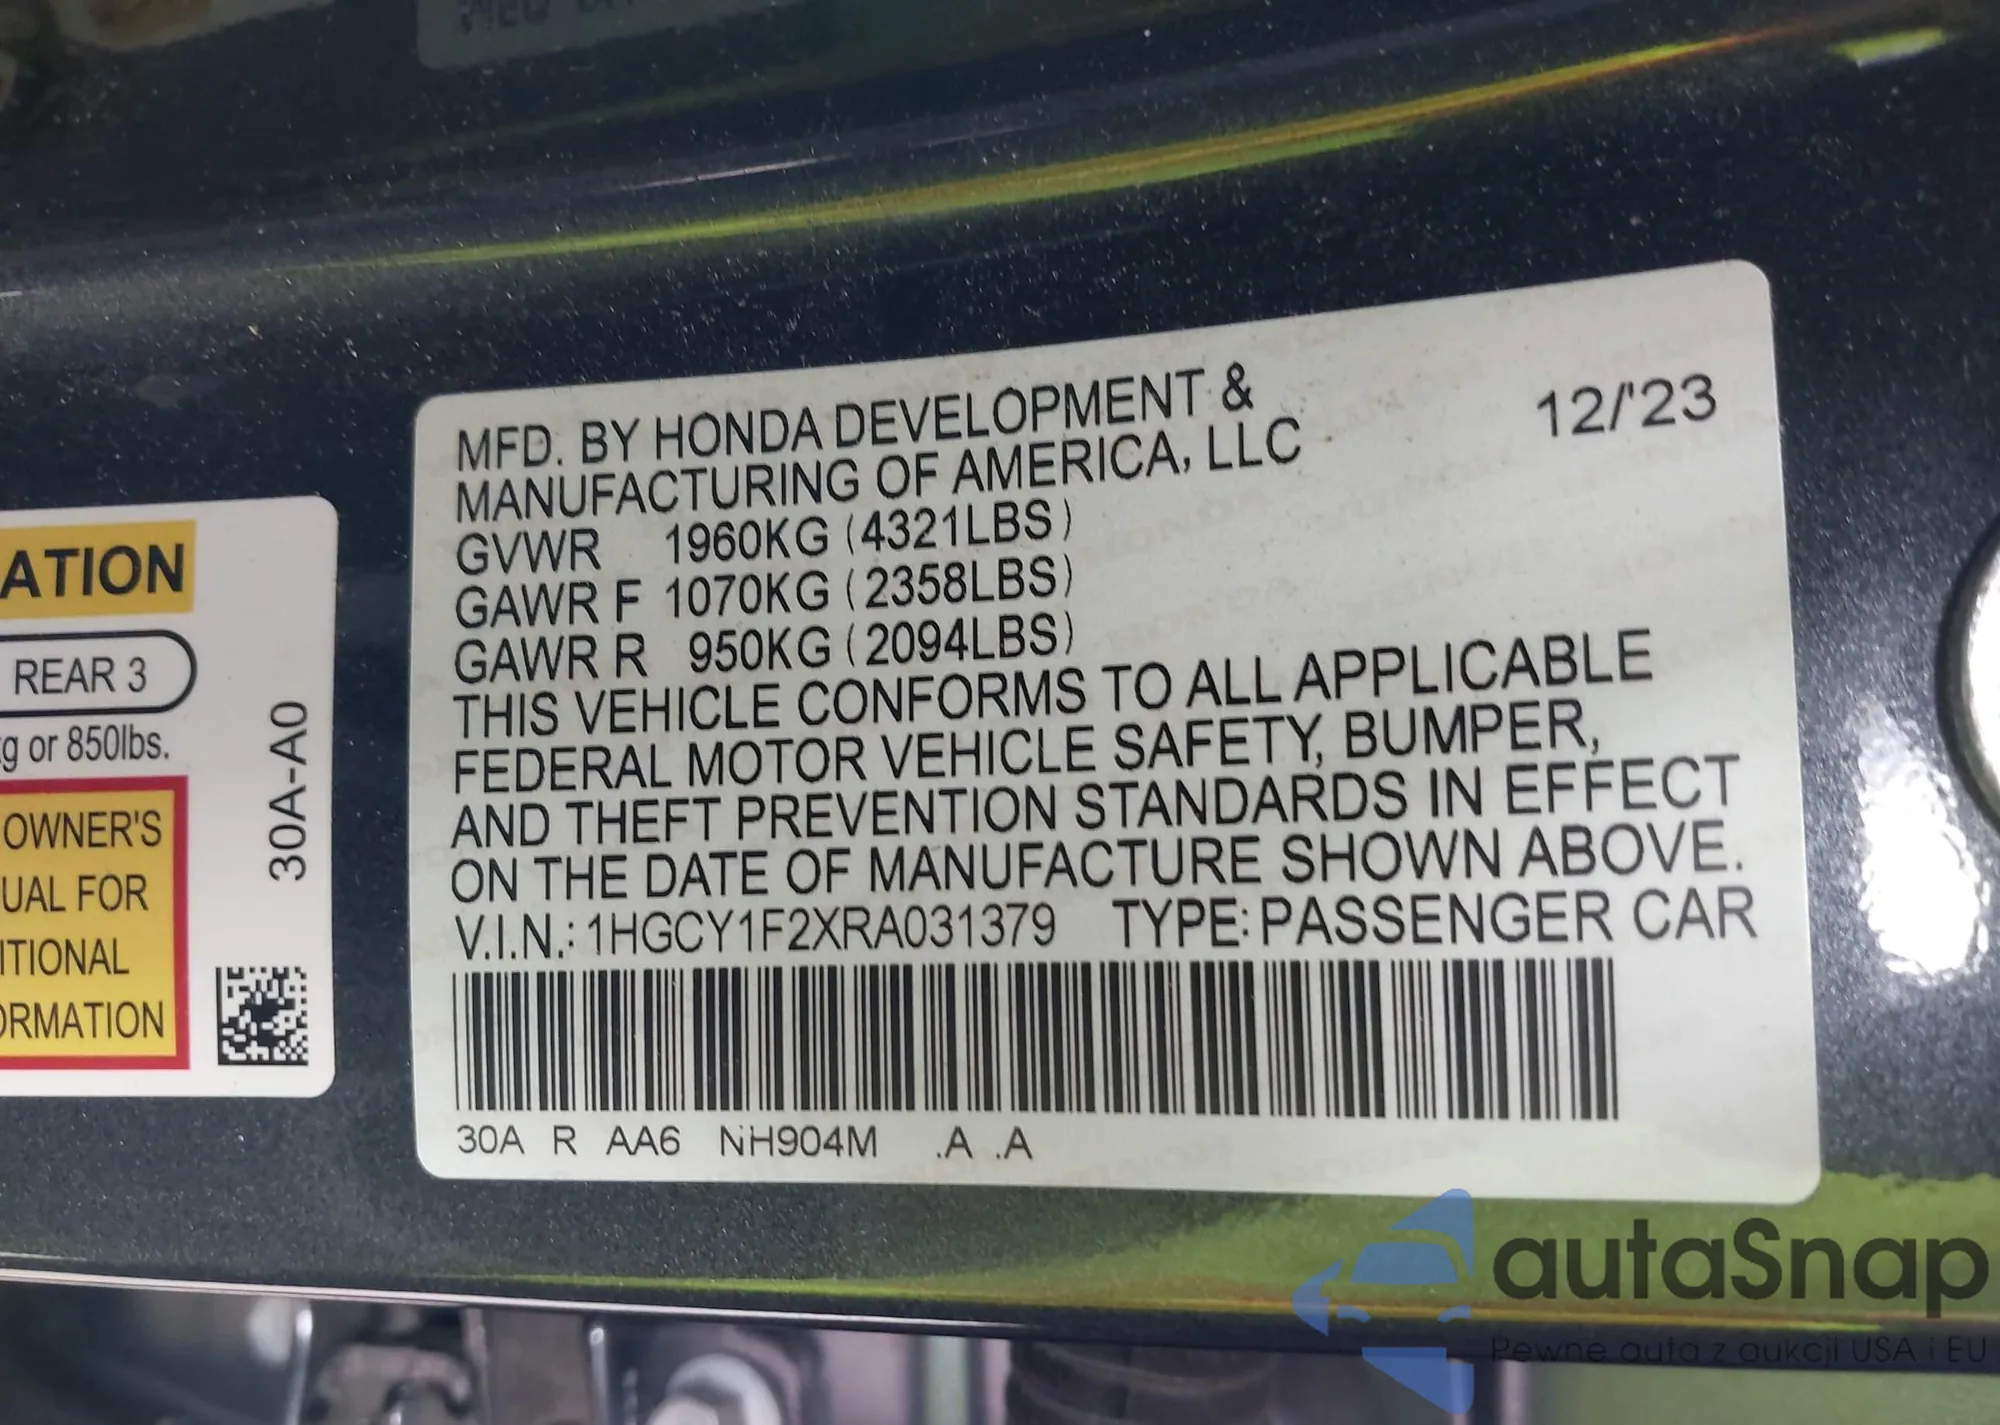 ATION
REAR 3
kg or 850lbs.
OWNER'S
UAL FOR
ITIONAL
ORMATION
30A-A0
MFD. BY HONDA DEVELOPMENT &
MANUFACTURING OF AMERICA, LLC
12/'23
GVWR 1960KG (4321LBS)
GAWR F 1070KG (2358LBS)
GAWR R 950KG (2094LBS)
THIS VEHICLE CONFORMS TO ALL APPLICABLE
FEDERAL MOTOR VEHICLE SAFETY, BUMPER,
AND THEFT PREVENTION STANDARDS IN EFFECT
ON THE DATE OF MANUFACTURE SHOWN ABOVE.
V.I.N.: 1HGCY1F2XRA031379 TYPE: PASSENGER CAR
30A R AA6 NH904M .A .A
autaSnap
Pewne auta z aukcji USA i EU